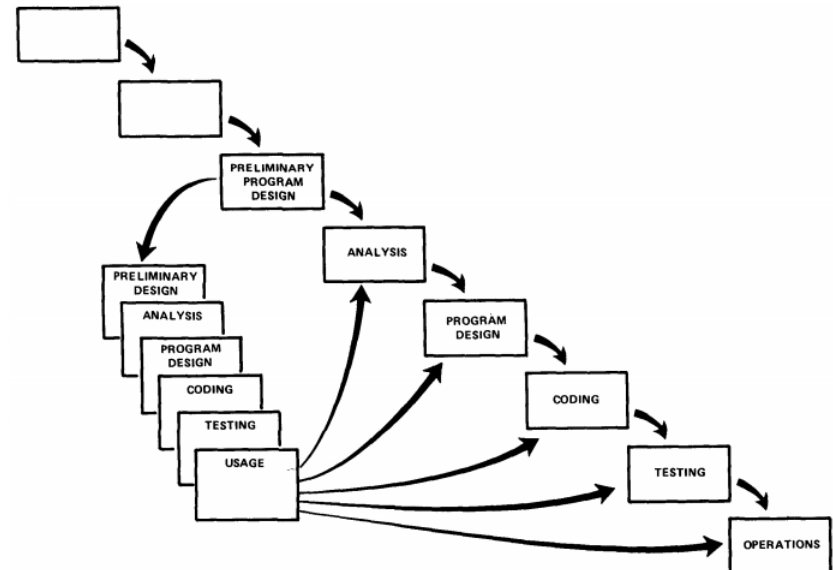 PRELIMINARY
PROGRAM
DESIGN
ANALYSIS
PROGRAM
DESIGN
CODING
TESTING
OPERATIONS
PRELIMINARY
DESIGN
ANALYSIS
PROGRAM
DESIGN
CODING
TESTING
USAGE